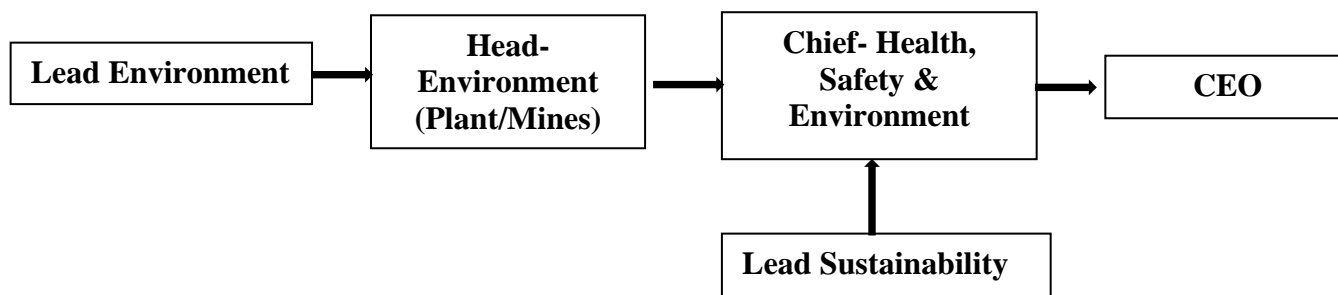 Lead Environment
Head-
Environment
(Plant/Mines)
Chief- Health,
Safety &
Environment
CEO
Lead Sustainability